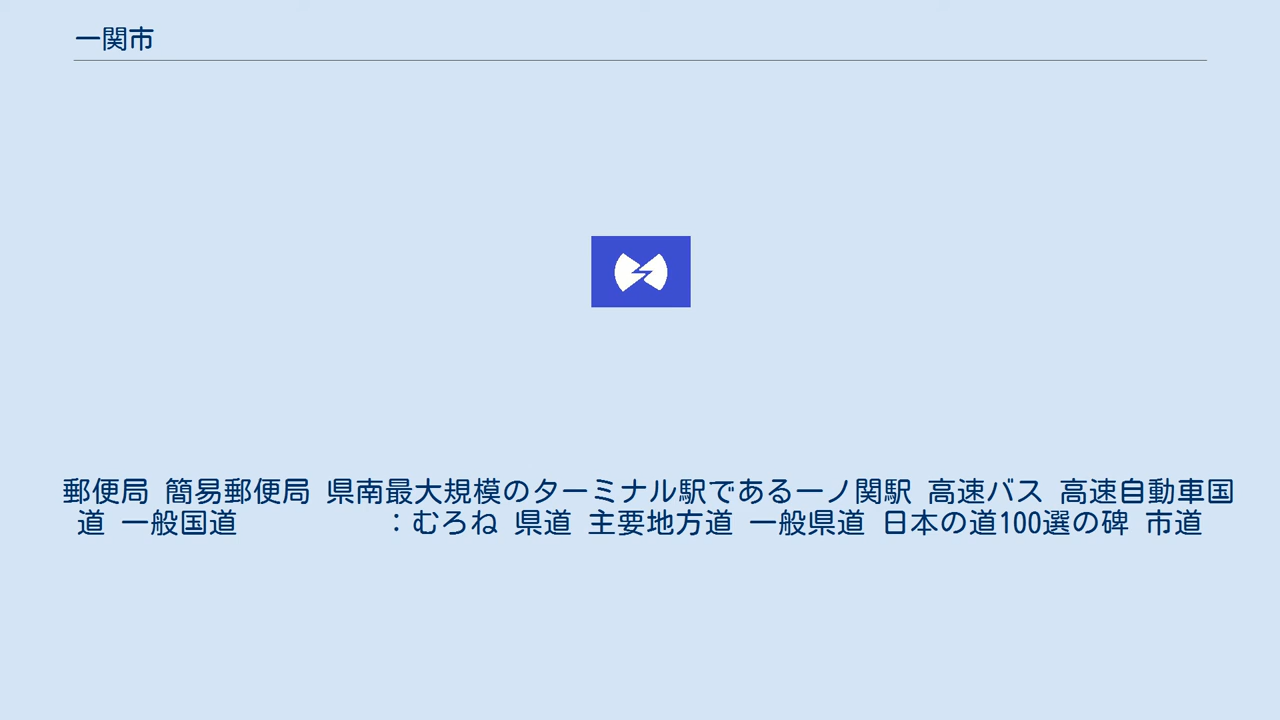 一関市
郵便局 簡易郵便局 県南最大規模のターミナル駅である一ノ関駅 高速バス 高速自動車国
道 一般国道 ：むろね 県道 主要地方道 一般県道 日本の道100選の碑 市道